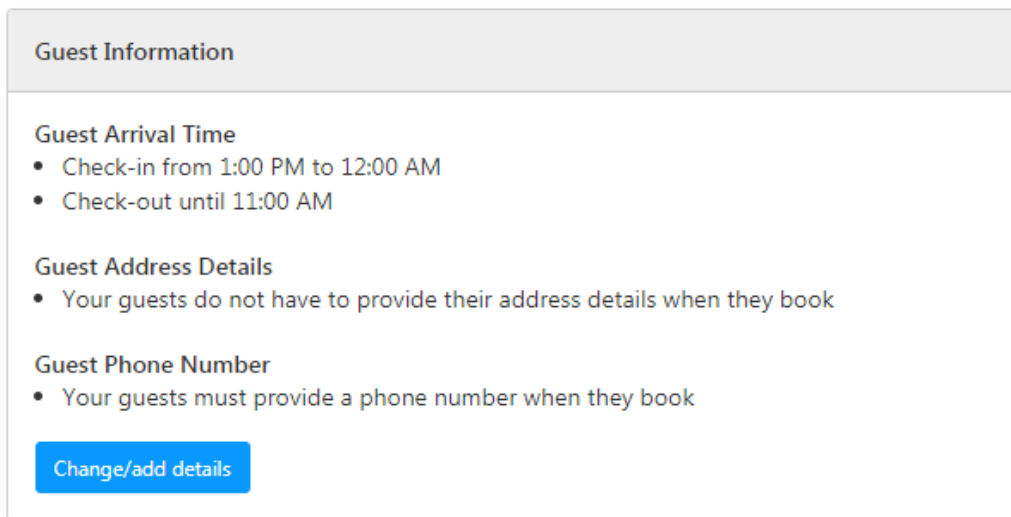 Guest Information
Guest Arrival Time
• Check-in from 1:00 PM to 12:00 AM
• Check-out until 11:00 AM
Guest Address Details
• Your guests do not have to provide their address details when they book
Guest Phone Number
• Your guests must provide a phone number when they book
Change/add details